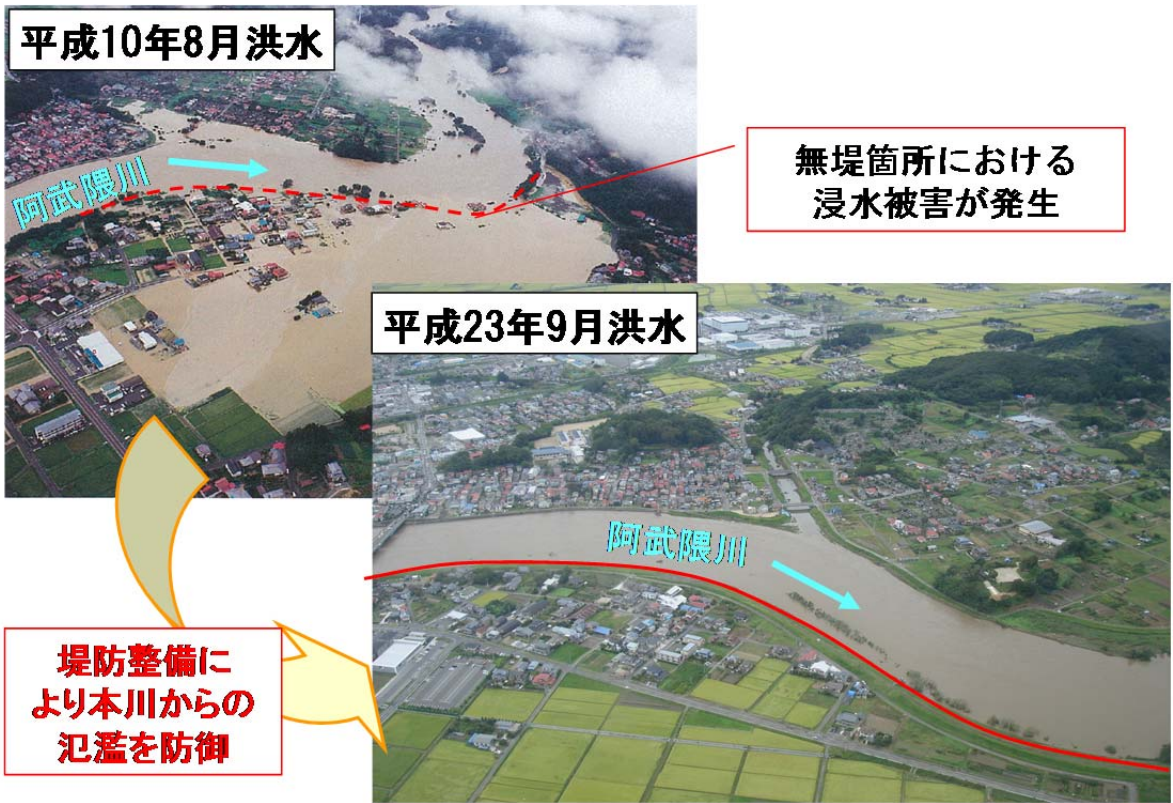 平成10年8月洪水
阿武隈川
無堤箇所における
浸水被害が発生
平成23年9月洪水
阿武隈川
堤防整備に
より本川からの
氾濫を防御